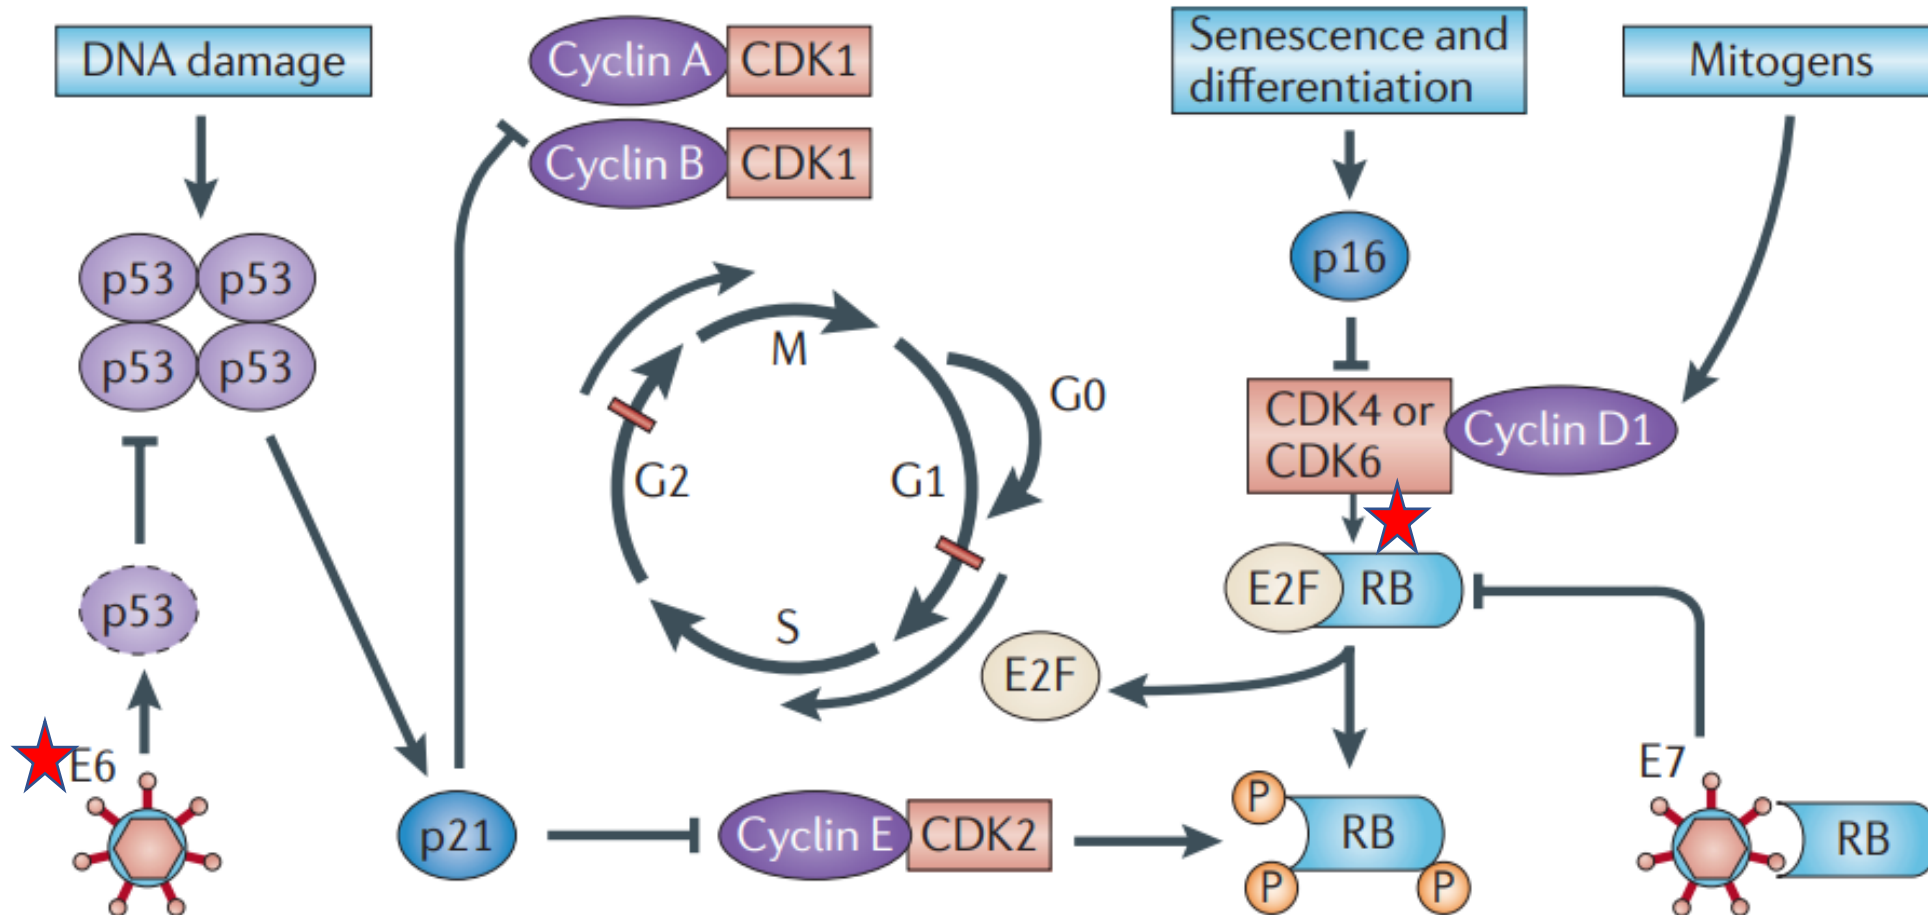 DNA damage
Cyclin A
CDK1
Cyclin B
CDK1
Senescence and
differentiation
Mitogens
p53
p53
p53
p53
p16
M
G0
G1
G2
S
CDK4 or
CDK6
Cyclin D1
E2F
RB
p53
E2F
E6
E7
p21
Cyclin E
CDK2
P
RB
P
P
RB